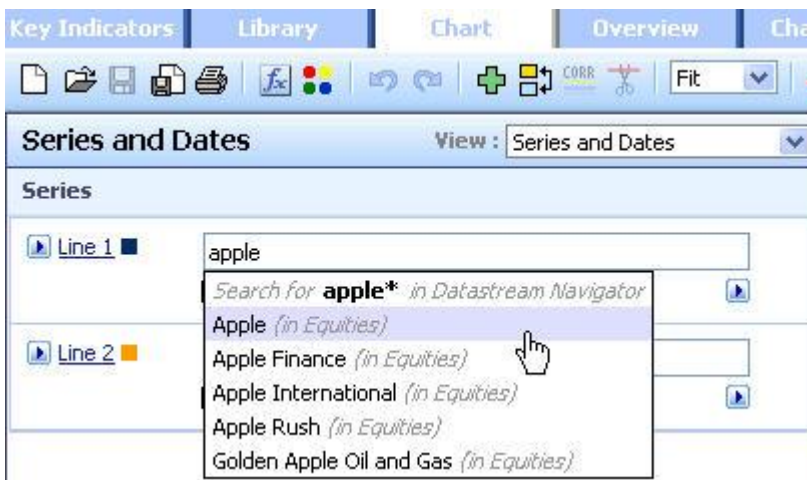 Key Indicators Library Chart Overview Cha
fx CORR Fit
Series and Dates View : Series and Dates
Series
Line 1 apple
Search for apple* in Datastream Navigator
Apple (in Equities)
Line 2
Apple Finance (in Equities)
Apple International (in Equities)
Apple Rush (in Equities)
Golden Apple Oil and Gas (in Equities)